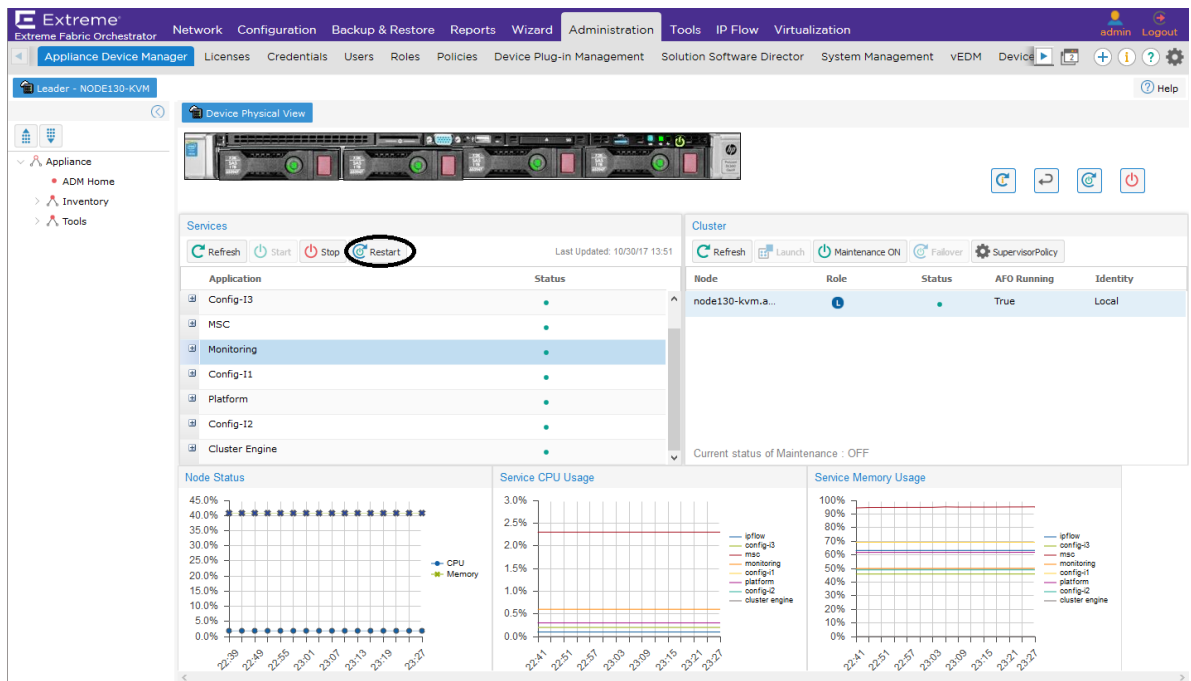 Extreme
Extreme Fabric Orchestrator
Network Configuration Backup & Restore Reports Wizard Administration Tools IP Flow Virtualization
admin Logout
Appliance Device Manager Licenses Credentials Users Roles Policies Device Plug-in Management Solution Software Director System Management vEDM Device
2
Leader - NODE130-KVM
Help
Device Physical View
Appliance
ADM Home
Inventory
Tools
Services
Refresh Start Stop Restart Last Updated: 10/30/17 13:51
Application Status
Config-I3
MSC
Monitoring
Config-I1
Platform
Config-I2
Cluster Engine
Cluster
Refresh Launch Maintenance ON Failover SupervisorPolicy
Node Role Status AFO Running Identity
node130-kvm.a... L True Local
Current status of Maintenance : OFF
Node Status
45.0%
40.0%
35.0%
30.0%
25.0%
20.0%
15.0%
10.0%
5.0%
0.0%
22:39 22:49 22:55 23:01 23:07 23:13 23:19 23:27
CPU
Memory
Service CPU Usage
3.0%
2.5%
2.0%
1.5%
1.0%
0.5%
0.0%
22:41 22:51 22:57 23:03 23:09 23:15 23:21 23:27
ipflow
config-i3
msc
monitoring
config-i1
platform
config-i2
cluster engine
Service Memory Usage
100%
90%
80%
70%
60%
50%
40%
30%
20%
10%
0%
22:41 22:51 22:57 23:03 23:09 23:15 23:21 23:27
ipflow
config-i3
msc
monitoring
config-i1
platform
config-i2
cluster engine